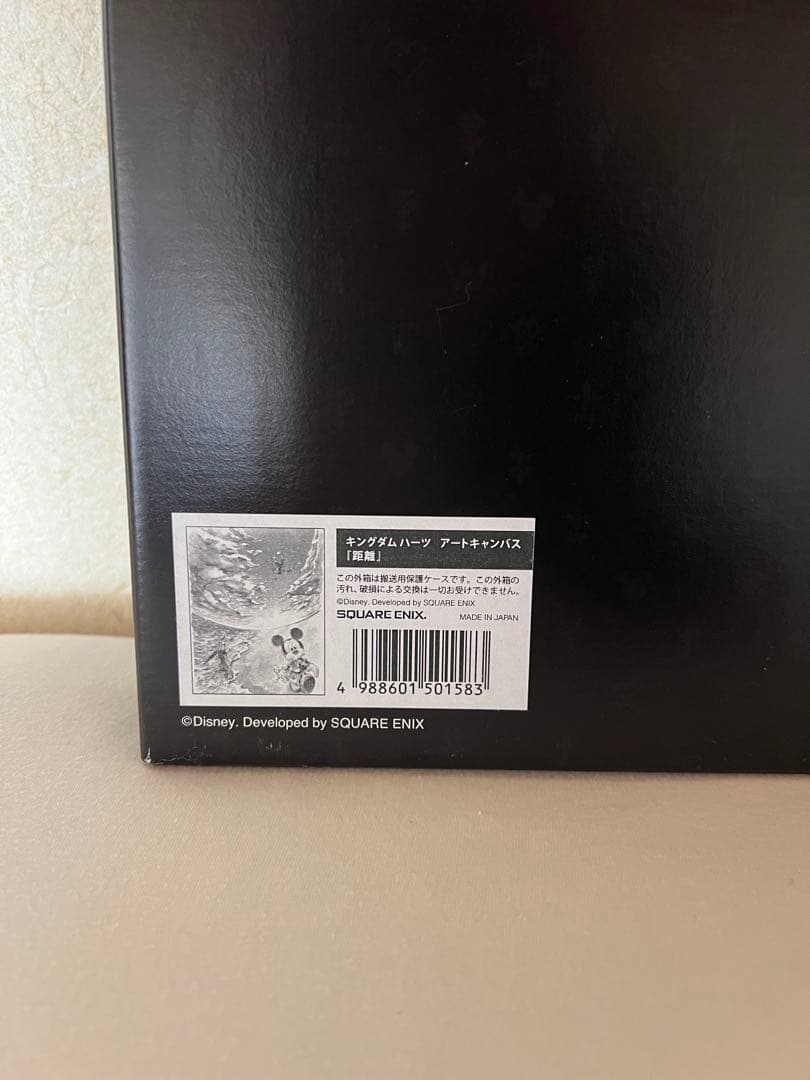 キングダム ハーツ アートキャンバス
『距離』
この外箱は搬送用保護ケースです。この外箱の
汚れ、破損による交換は一切お受けできません。
©Disney. Developed by SQUARE ENIX
SQUARE ENIX. MADE IN JAPAN
4 988601 501583
©Disney. Developed by SQUARE ENIX